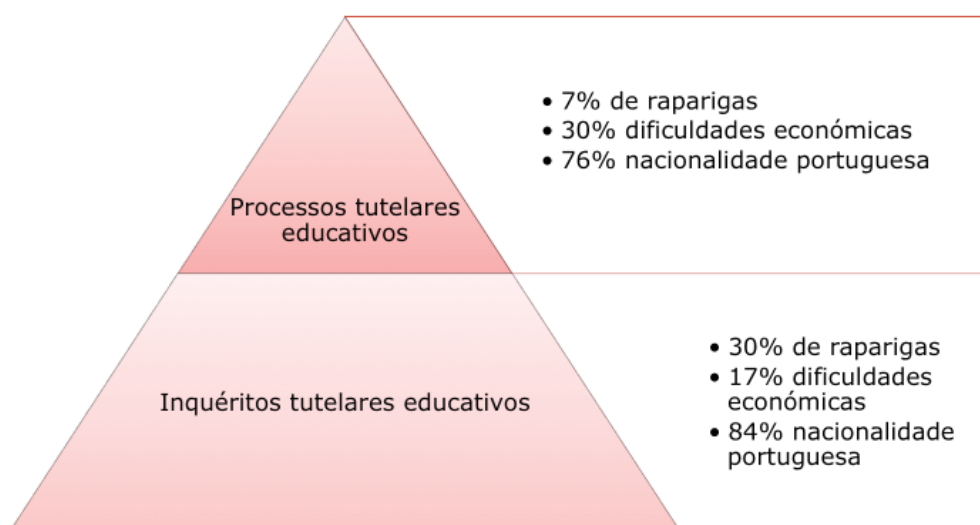 • 7% de raparigas
• 30% dificuldades económicas
• 76% nacionalidade portuguesa
Processos tutelares
educativos
• 30% de raparigas
• 17% dificuldades
económicas
• 84% nacionalidade
portuguesa
Inquéritos tutelares educativos